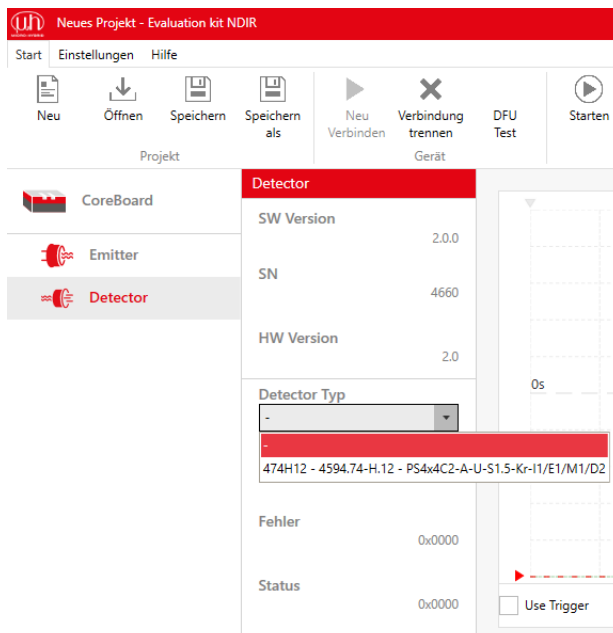 Neues Projekt - Evaluation kit NDIR
Start Einstellungen Hilfe
Neu Öffnen Speichern Speichern als Neu Verbinden Verbindung trennen DFU Test Starten
Projekt Gerät
CoreBoard
Emitter
Detector
Detector
SW Version
2.0.0
SN
4660
HW Version
2.0
Detector Typ
-
-
474H12 - 4594.74-H.12 - PS4x4C2-A-U-S1.5-Kr-I1/E1/M1/D2
Fehler
0x0000
Status
0x0000
0s
Use Trigger